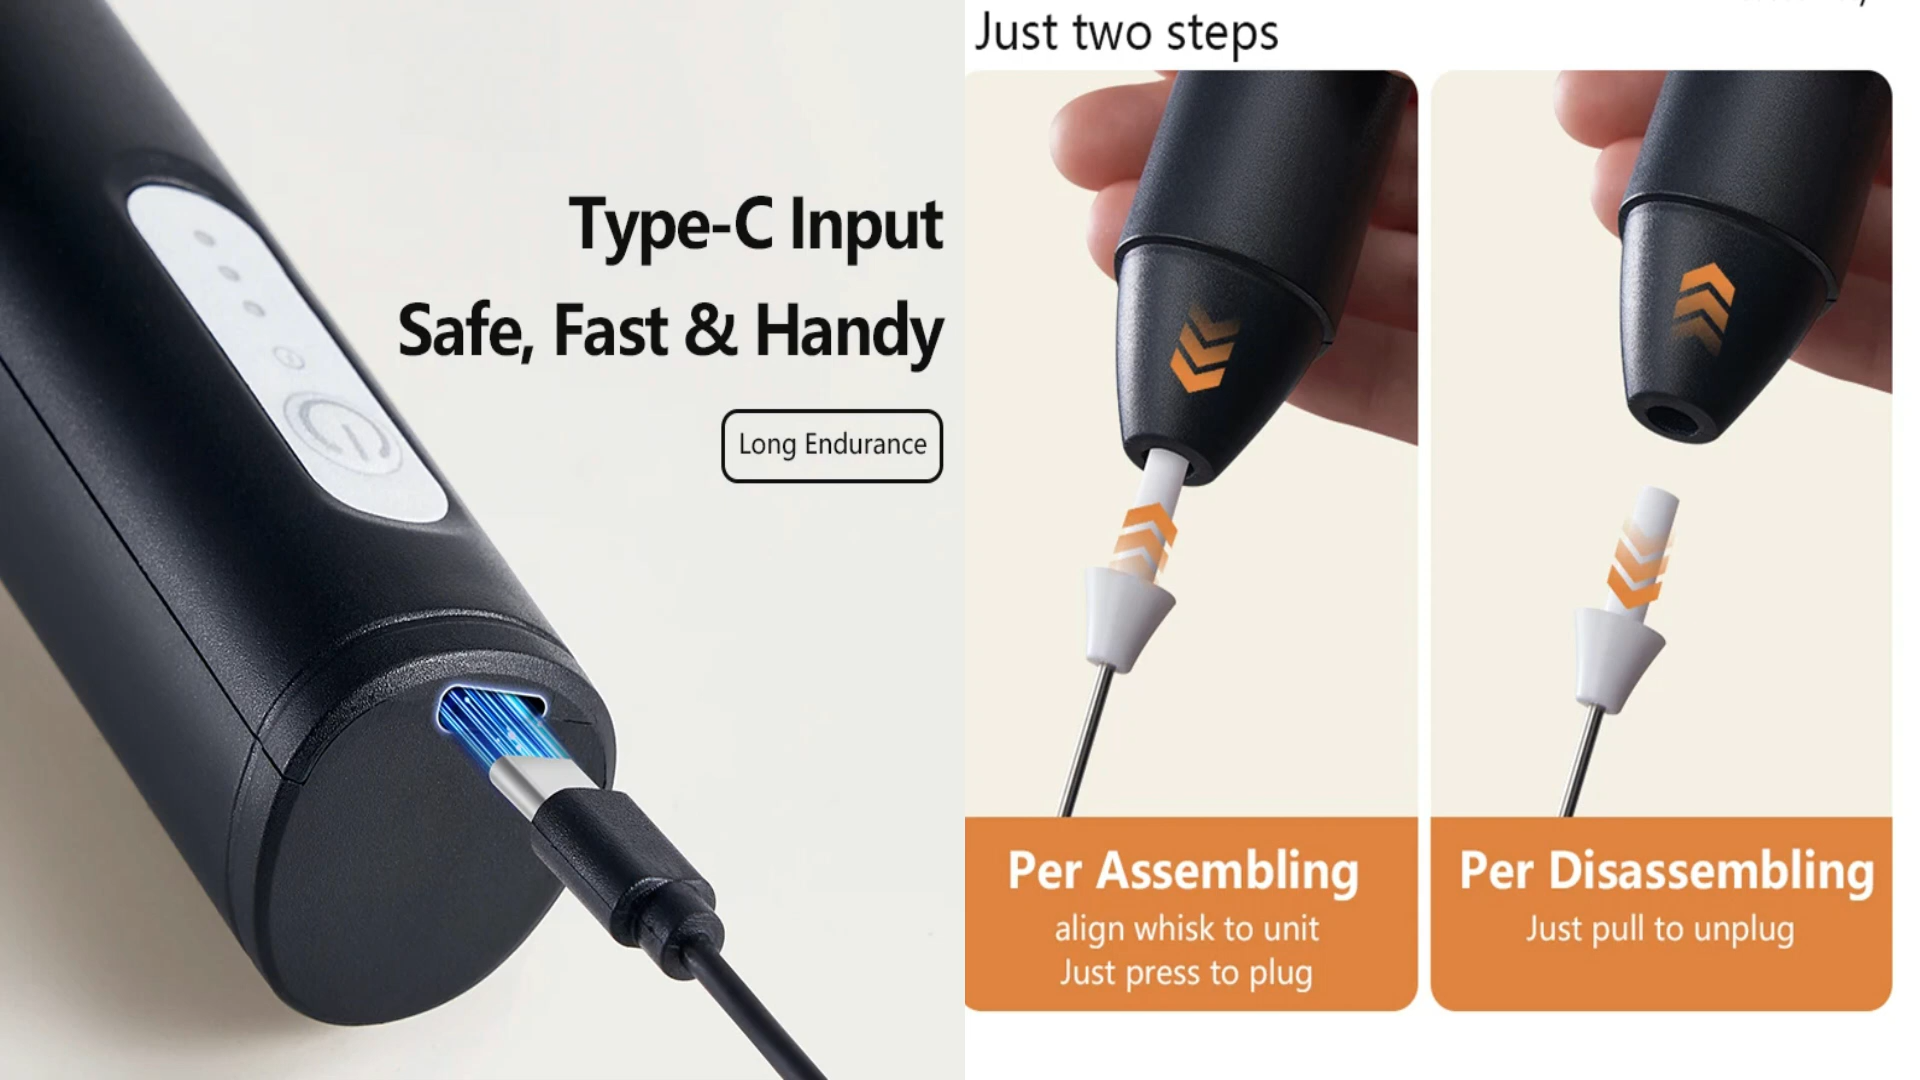 Type-C Input
Safe, Fast & Handy
Long Endurance
Just two steps
Per Assembling
align whisk to unit
Just press to plug
Per Disassembling
Just pull to unplug